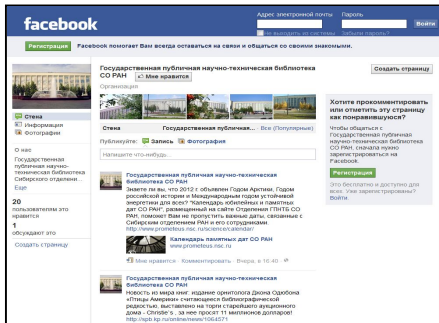 facebook
Адрес электронной почты
Пароль
Войти
Не выходить из системы
Забыли пароль?
Регистрация
Facebook помогает Вам всегда оставаться на связи и общаться со своими знакомыми.
Государственная публичная научно-техническая библиотека
СО РАН
Мне нравится
Организация
Создать страницу
Стена
Информация
Фотографии
О нас
Государственная
публичная научно-
техническая библиотека
Сибирского отделени...
Еще
20
пользователям это
нравится
1
обсуждают это
Создать страницу
Стена
Государственная публичная...
Все (Популярные)
Публикуйте:
Запись
Фотография
Напишите что-нибудь...
Государственная публичная научно-техническая
библиотека СО РАН
Знаете ли вы, что 2012 г. объявлен Годом Арктики, Годом
российской истории и Международным годом устойчивой
энергетики для всех? "Календарь юбилейных и памятных
дат СО РАН", размещенный на сайте Отделения ГПНТБ СО
РАН, поможет Вам не пропустить важные даты, связанные с
Сибирским отделением РАН и его сотрудниками.
http://www.prometeus.nsc.ru/science/calendar/
Календарь памятных дат СО РАН
www.prometeus.nsc.ru
Мне нравится · Комментировать · Вчера, в 16:40
Государственная публичная научно-техническая
библиотека СО РАН
Новость из мира книг: издание орнитолога Джона Одюбона
«Птицы Америки» считающееся библиографической
редкостью, выставлено на торги старейшего аукционного
дома - Christie's , за нее просят 11 миллионов долларов!
http://spb.kp.ru/online/news/1064571
Хотите прокомментировать
или отметить эту страницу
как понравившуюся?
Чтобы общаться с
Государственная публичная
научно-техническая библиотека
СО РАН, сначала нужно
зарегистрироваться на
Facebook.
Регистрация
Это бесплатно и доступно для
всех. Уже зарегистрированы?
Войти.